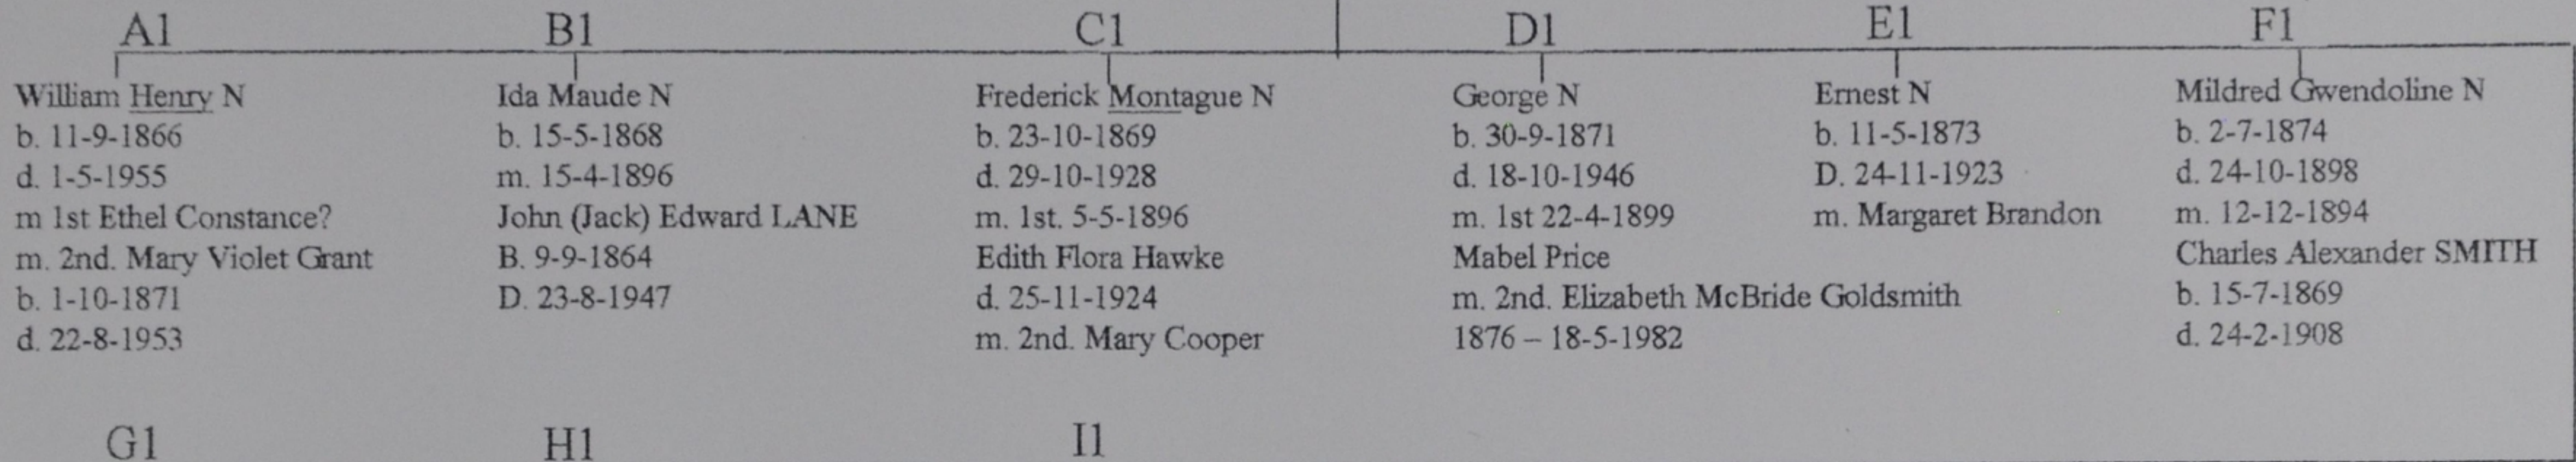 A1
William Henry N
b. 11-9-1866
d. 1-5-1955
m 1st Ethel Constance?
m. 2nd. Mary Violet Grant
b. 1-10-1871
d. 22-8-1953
B1
Ida Maude N
b. 15-5-1868
m. 15-4-1896
John (Jack) Edward LANE
B. 9-9-1864
D. 23-8-1947
C1
Frederick Montague N
b. 23-10-1869
d. 29-10-1928
m. 1st. 5-5-1896
Edith Flora Hawke
d. 25-11-1924
m. 2nd. Mary Cooper
D1
George N
b. 30-9-1871
d. 18-10-1946
m. 1st 22-4-1899
Mabel Price
m. 2nd. Elizabeth McBride Goldsmith
1876 – 18-5-1982
E1
Ernest N
b. 11-5-1873
D. 24-11-1923
m. Margaret Brandon
F1
Mildred Gwendoline N
b. 2-7-1874
d. 24-10-1898
m. 12-12-1894
Charles Alexander SMITH
b. 15-7-1869
d. 24-2-1908
G1
H1
I1